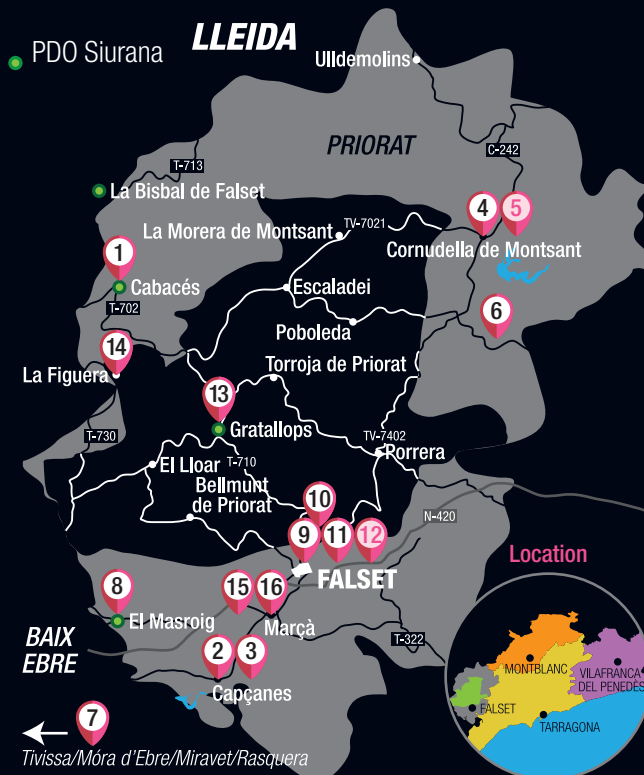 LLEIDA
PDO Siurana
Ulldemolins
PRIORAT
C-242
T-713
La Bisbal de Falset
4
5
TV-7021
La Morera de Montsant
Cornudella de Montsant
1
Cabacés
Escaladei
T-702
6
Poboleda
14
La Figuera
Torroja de Priorat
13
Gratallops
T-730
TV-7402
Porrera
El Lloar
T-710
Bellmunt
de Priorat
10
N-420
9
11
12
FALSET
Location
8
15
16
El Masroig
Marçà
BAIX
EBRE
T-322
2
3
Capçanes
MONTBLANC
VILAFRANCA
DEL PENEDÈS
FALSET
TARRAGONA
7
Tivissa/Móra d'Ebre/Miravet/Rasquera